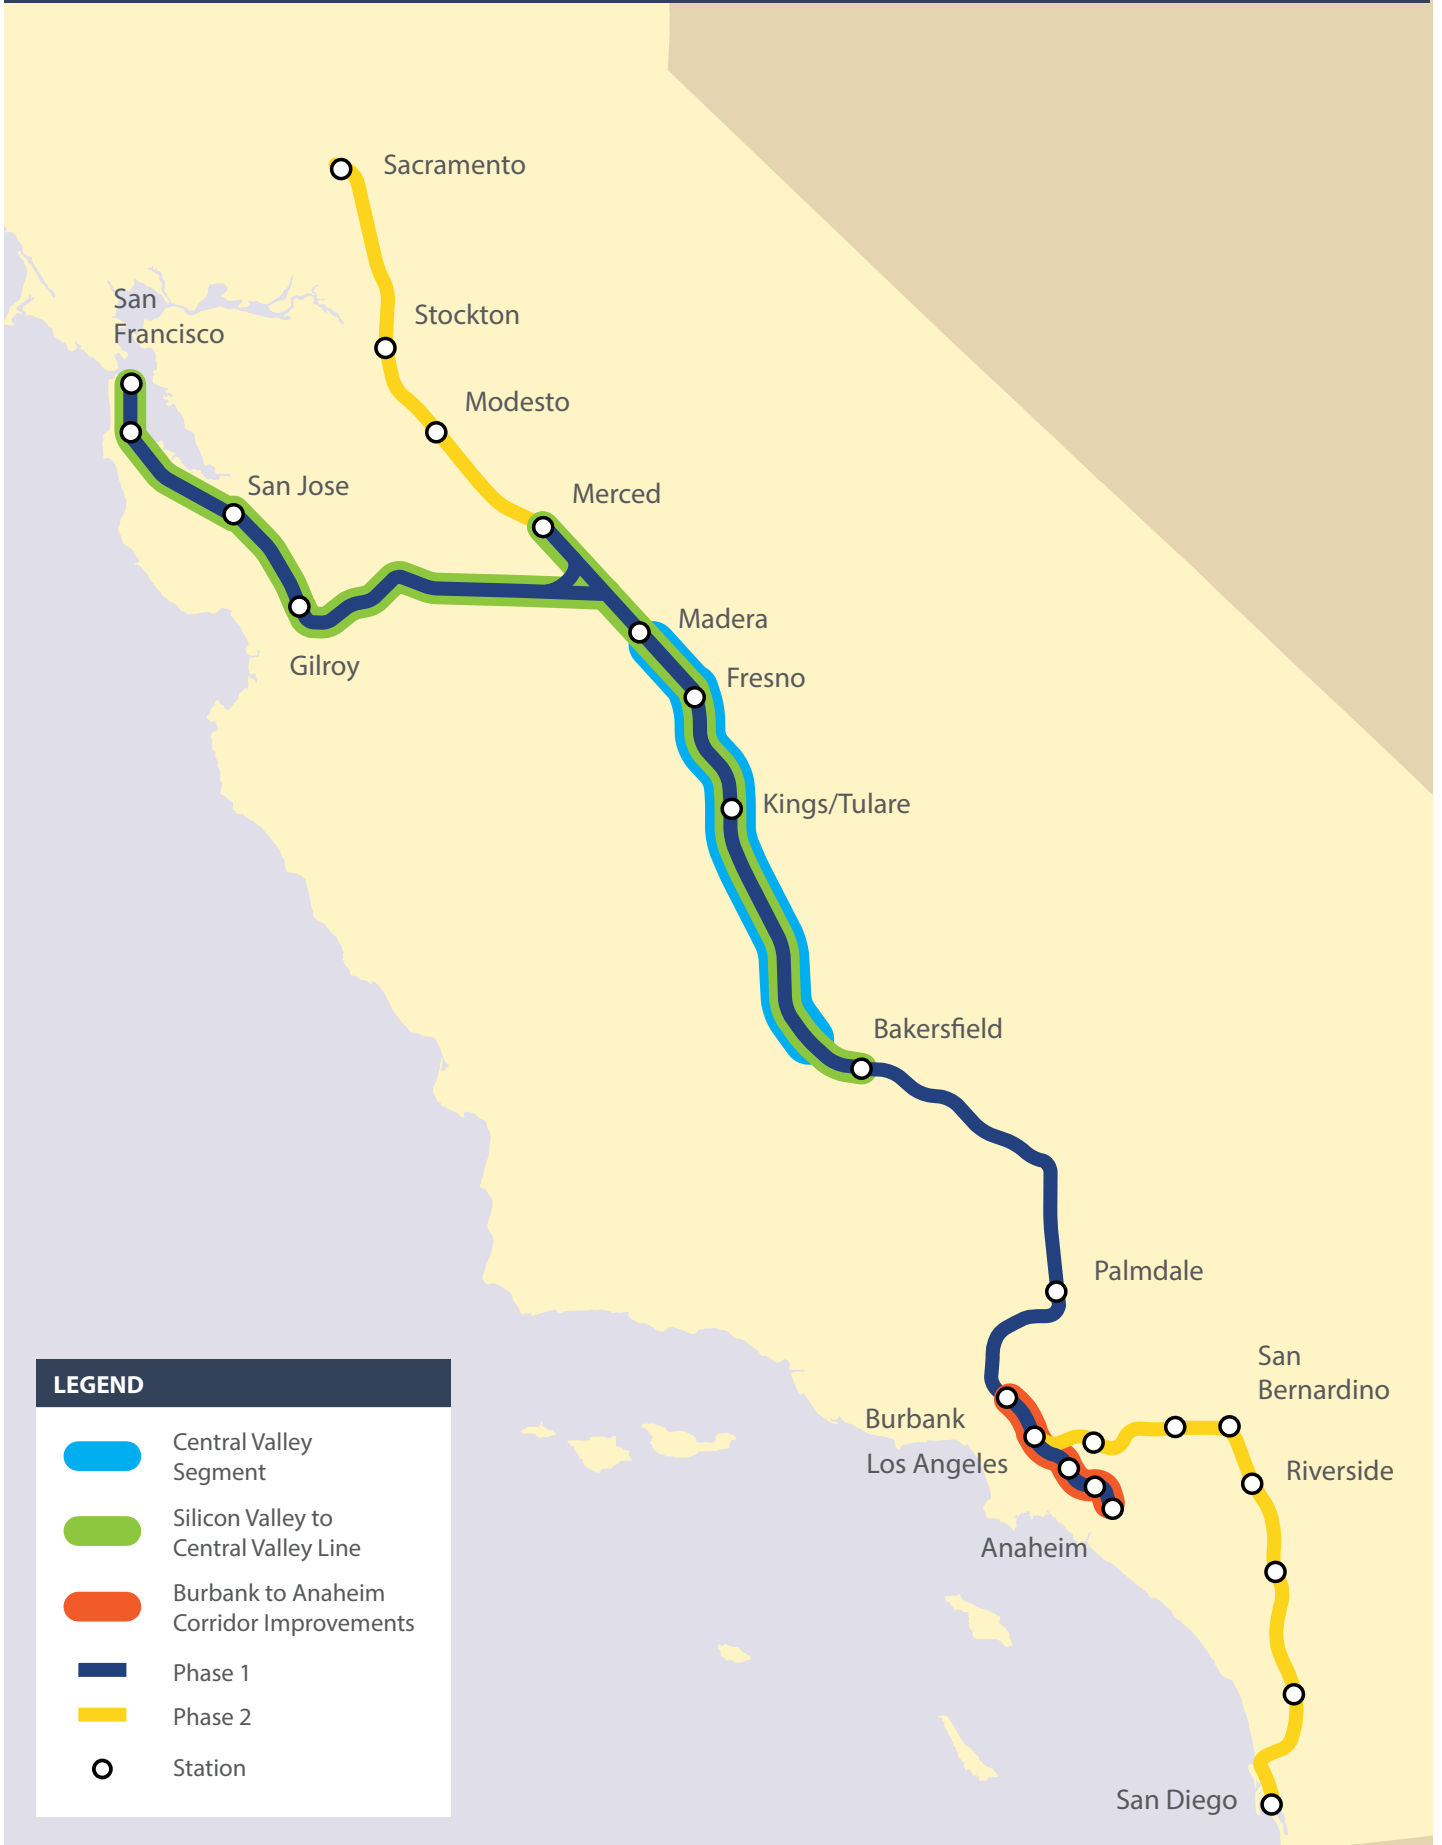 Sacramento
San
Francisco
Stockton
Modesto
San Jose
Merced
Madera
Gilroy
Fresno
Kings/Tulare
Bakersfield
Palmdale
San
Bernardino
Burbank
Los Angeles
Riverside
Anaheim
San Diego
LEGEND
Central Valley
Segment
Silicon Valley to
Central Valley Line
Burbank to Anaheim
Corridor Improvements
Phase 1
Phase 2
Station